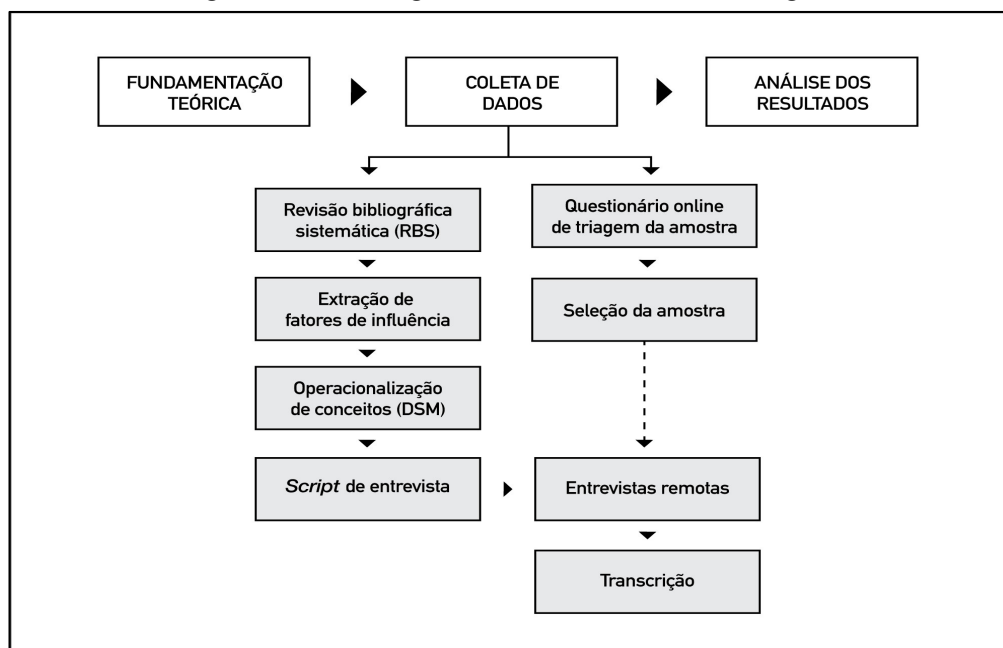 FUNDAMENTAÇÃO
TEÓRICA
COLETA DE
DADOS
ANÁLISE DOS
RESULTADOS
Revisão bibliográfica
sistemática (RBS)
Questionário online
de triagem da amostra
Extração de
fatores de influência
Seleção da amostra
Operacionalização
de conceitos (DSM)
Script de entrevista
Entrevistas remotas
Transcrição